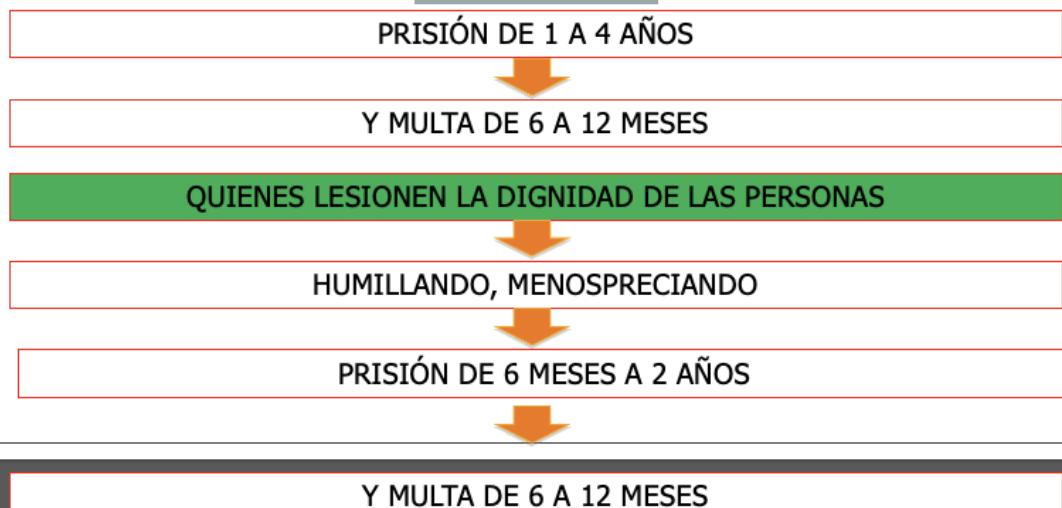 PRISIÓN DE 1 A 4 AÑOS
Y MULTA DE 6 A 12 MESES
QUIENES LESIONEN LA DIGNIDAD DE LAS PERSONAS
HUMILLANDO, MENOSPRECIANDO
PRISIÓN DE 6 MESES A 2 AÑOS
Y MULTA DE 6 A 12 MESES